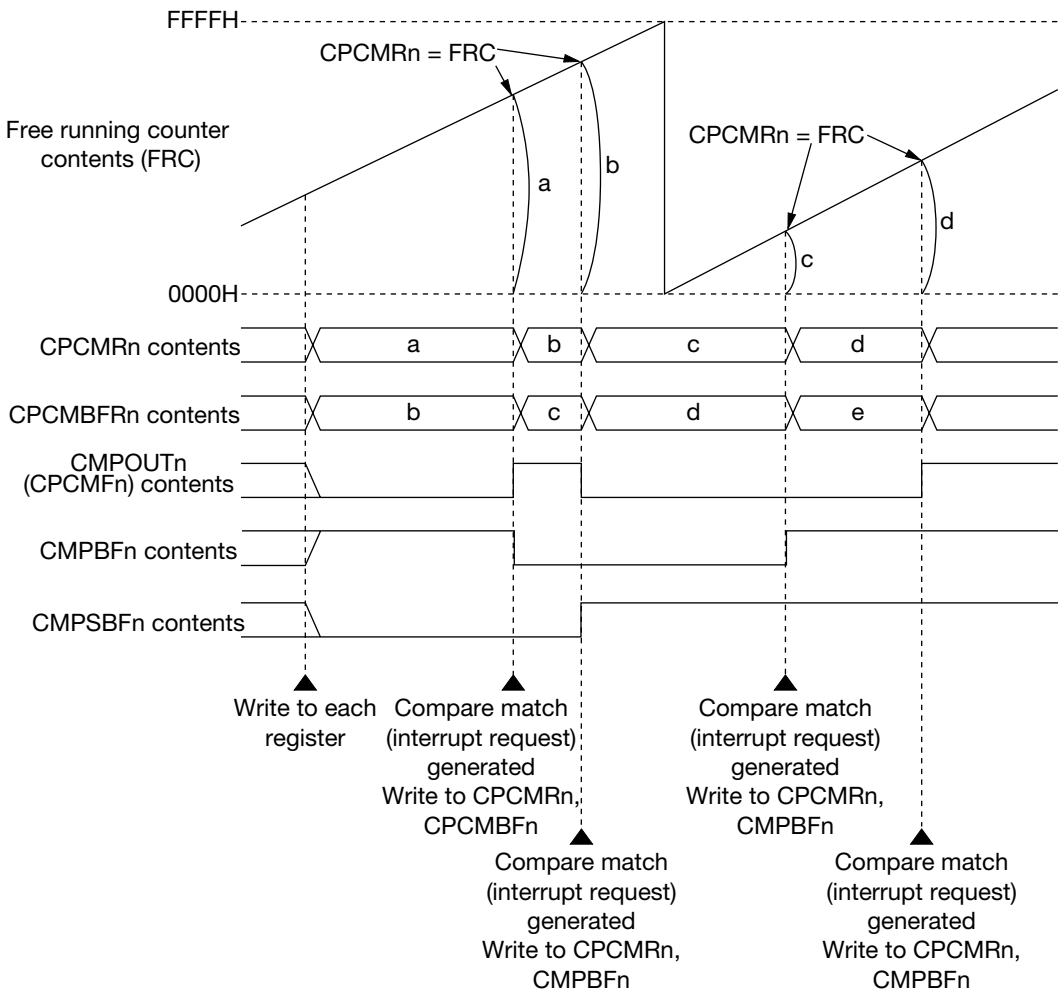 FFFFH
CPCMRn = FRC
Free running counter
contents (FRC)
CPCMRn = FRC
a
b
c
d
0000H
CPCMRn contents
a
b
c
d
CPCMBFRn contents
b
c
d
e
CMPOUTn
(CPCMFn) contents
CMPBFn contents
CMPSBFn contents
Write to each
register
Compare match
(interrupt request)
generated
Write to CPCMRn,
CPCMBFn
Compare match
(interrupt request)
generated
Write to CPCMRn,
CMPBFn
Compare match
(interrupt request)
generated
Write to CPCMRn,
CMPBFn
Compare match
(interrupt request)
generated
Write to CPCMRn,
CMPBFn